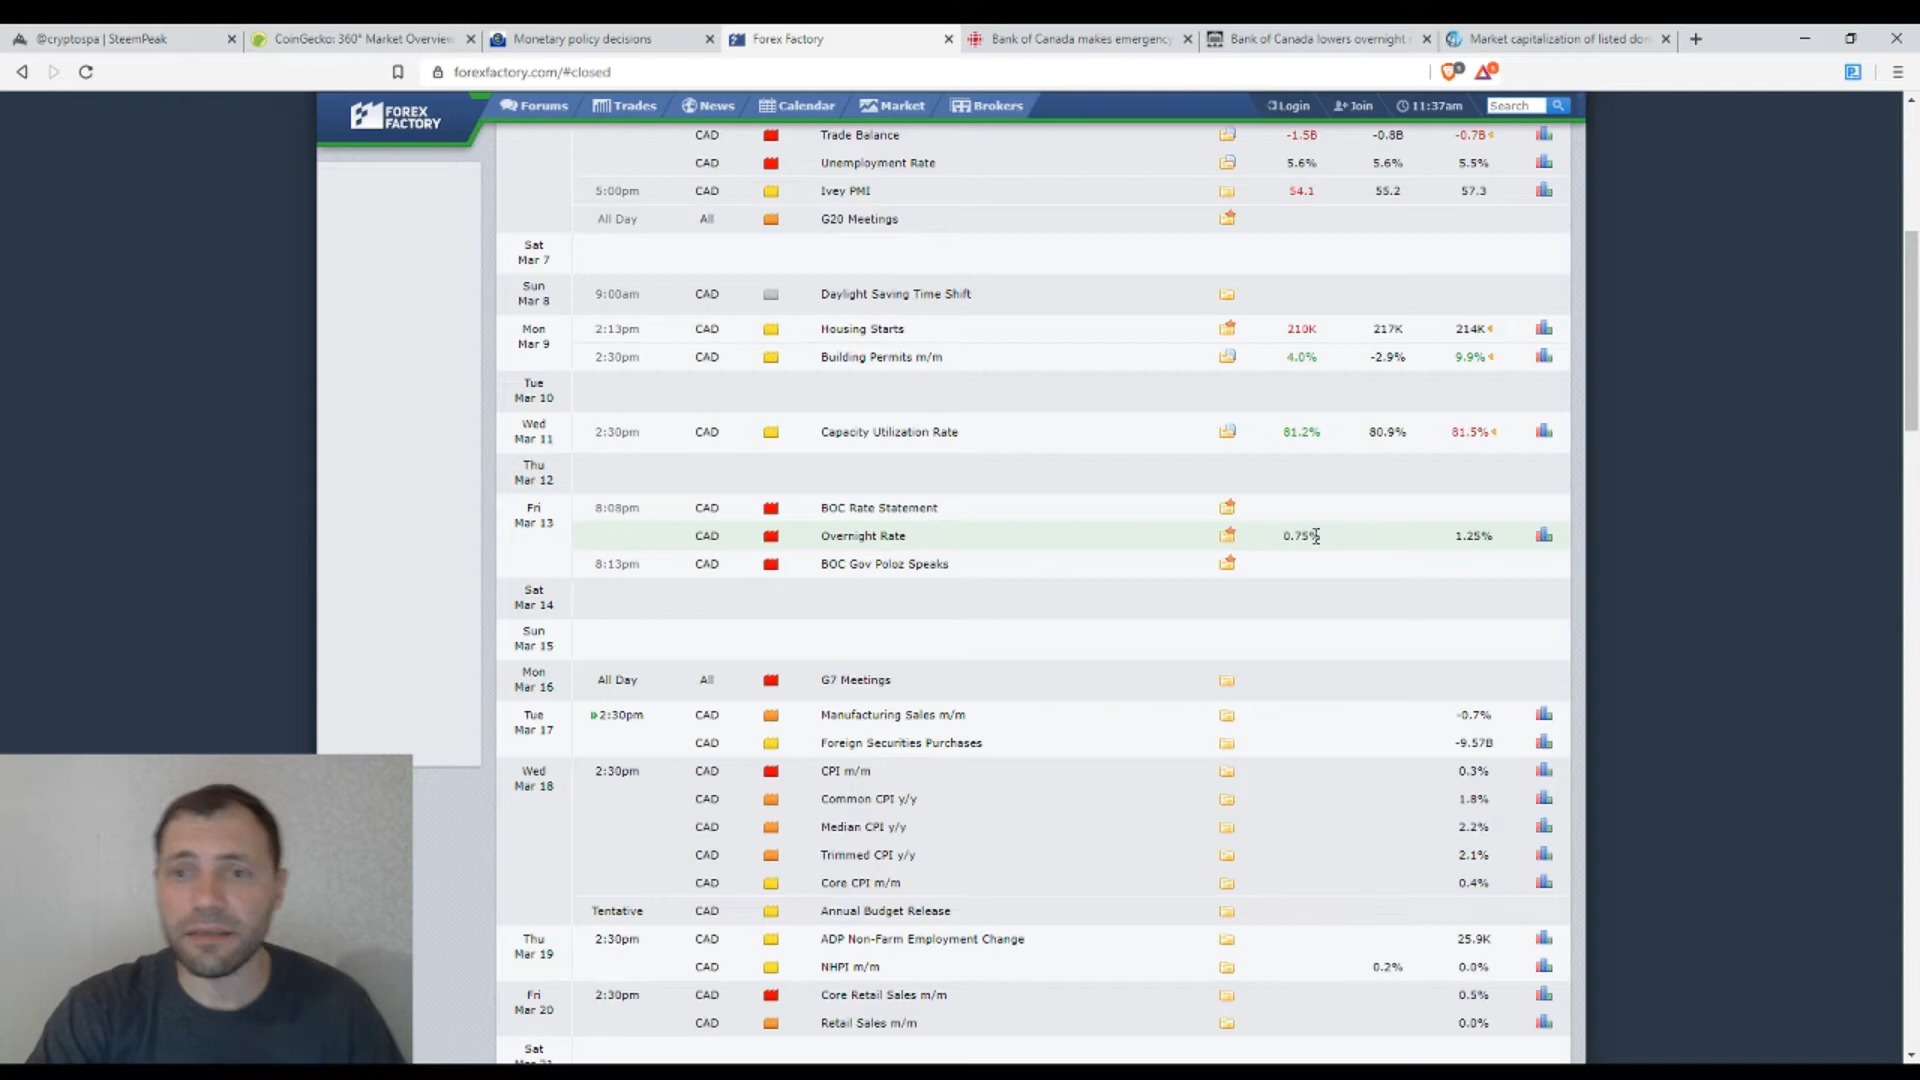 @cryptospa | SteemPeak
CoinGecko: 360° Market Overview
Monetary policy decisions
Forex Factory
Bank of Canada makes emergency
Bank of Canada lowers overnight
Market capitalization of listed dom
forexfactory.com/#closed
FOREX FACTORY
Forums Trades News Calendar Market Brokers Login Join 11:37am Search
CAD Trade Balance -1.5B -0.8B -0.7B
CAD Unemployment Rate 5.6% 5.6% 5.5%
5:00pm CAD Ivey PMI 54.1 55.2 57.3
All Day All G20 Meetings
Sat
Mar 7
Sun
Mar 8
9:00am CAD Daylight Saving Time Shift
Mon
Mar 9
2:13pm CAD Housing Starts 210K 217K 214K
2:30pm CAD Building Permits m/m 4.0% -2.9% 9.9%
Tue
Mar 10
Wed
Mar 11
2:30pm CAD Capacity Utilization Rate 81.2% 80.9% 81.5%
Thu
Mar 12
Fri
Mar 13
8:08pm CAD BOC Rate Statement
CAD Overnight Rate 0.75% 1.25%
8:13pm CAD BOC Gov Poloz Speaks
Sat
Mar 14
Sun
Mar 15
Mon
Mar 16
All Day All G7 Meetings
Tue
Mar 17
2:30pm CAD Manufacturing Sales m/m -0.7%
CAD Foreign Securities Purchases -9.57B
Wed
Mar 18
2:30pm CAD CPI m/m 0.3%
CAD Common CPI y/y 1.8%
CAD Median CPI y/y 2.2%
CAD Trimmed CPI y/y 2.1%
CAD Core CPI m/m 0.4%
Tentative CAD Annual Budget Release
Thu
Mar 19
2:30pm CAD ADP Non-Farm Employment Change 25.9K
CAD NHPI m/m 0.2% 0.0%
Fri
Mar 20
2:30pm CAD Core Retail Sales m/m 0.5%
CAD Retail Sales m/m 0.0%
Sat